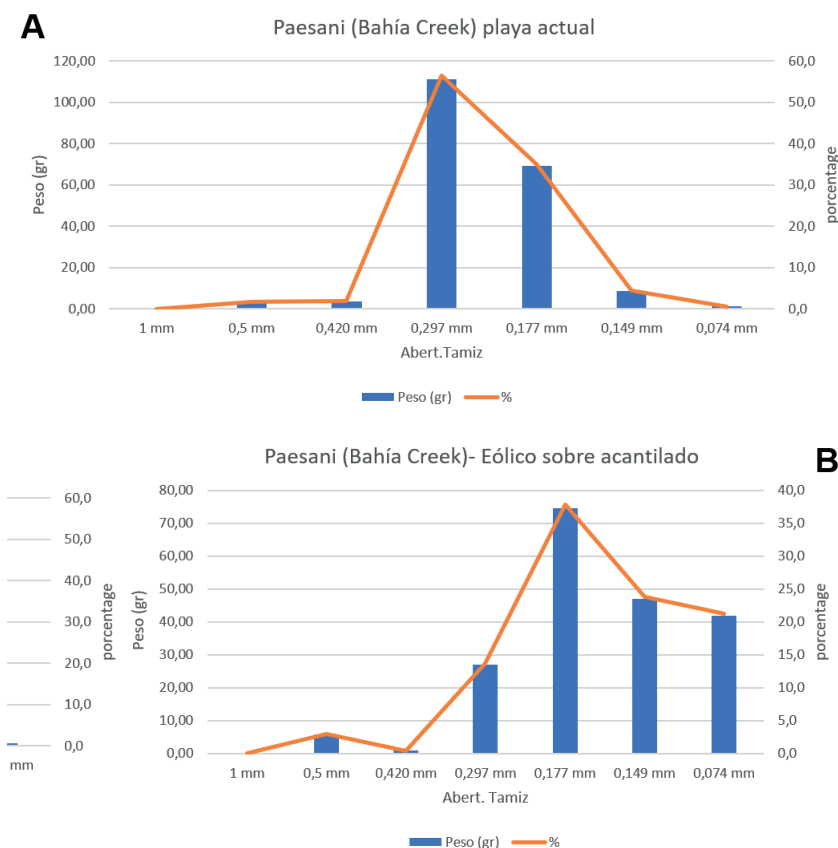 A
Paesani (Bahía Creek) playa actual
120,00
100,00
80,00
60,00
40,00
20,00
0,00
Peso (gr)
60,0
50,0
40,0
30,0
20,0
10,0
0,0
porcentage
1 mm 0,5 mm 0,420 mm 0,297 mm 0,177 mm 0,149 mm 0,074 mm
Abert.Tamiz
Peso (gr) %
B
Paesani (Bahía Creek)- Eólico sobre acantilado
60,0
50,0
40,0
30,0
20,0
10,0
0,0
porcentage
mm
80,00
70,00
60,00
50,00
40,00
30,00
20,00
10,00
0,00
Peso (gr)
40,0
35,0
30,0
25,0
20,0
15,0
10,0
5,0
0,0
porcentage
1 mm 0,5 mm 0,420 mm 0,297 mm 0,177 mm 0,149 mm 0,074 mm
Abert. Tamiz
Peso (gr) %